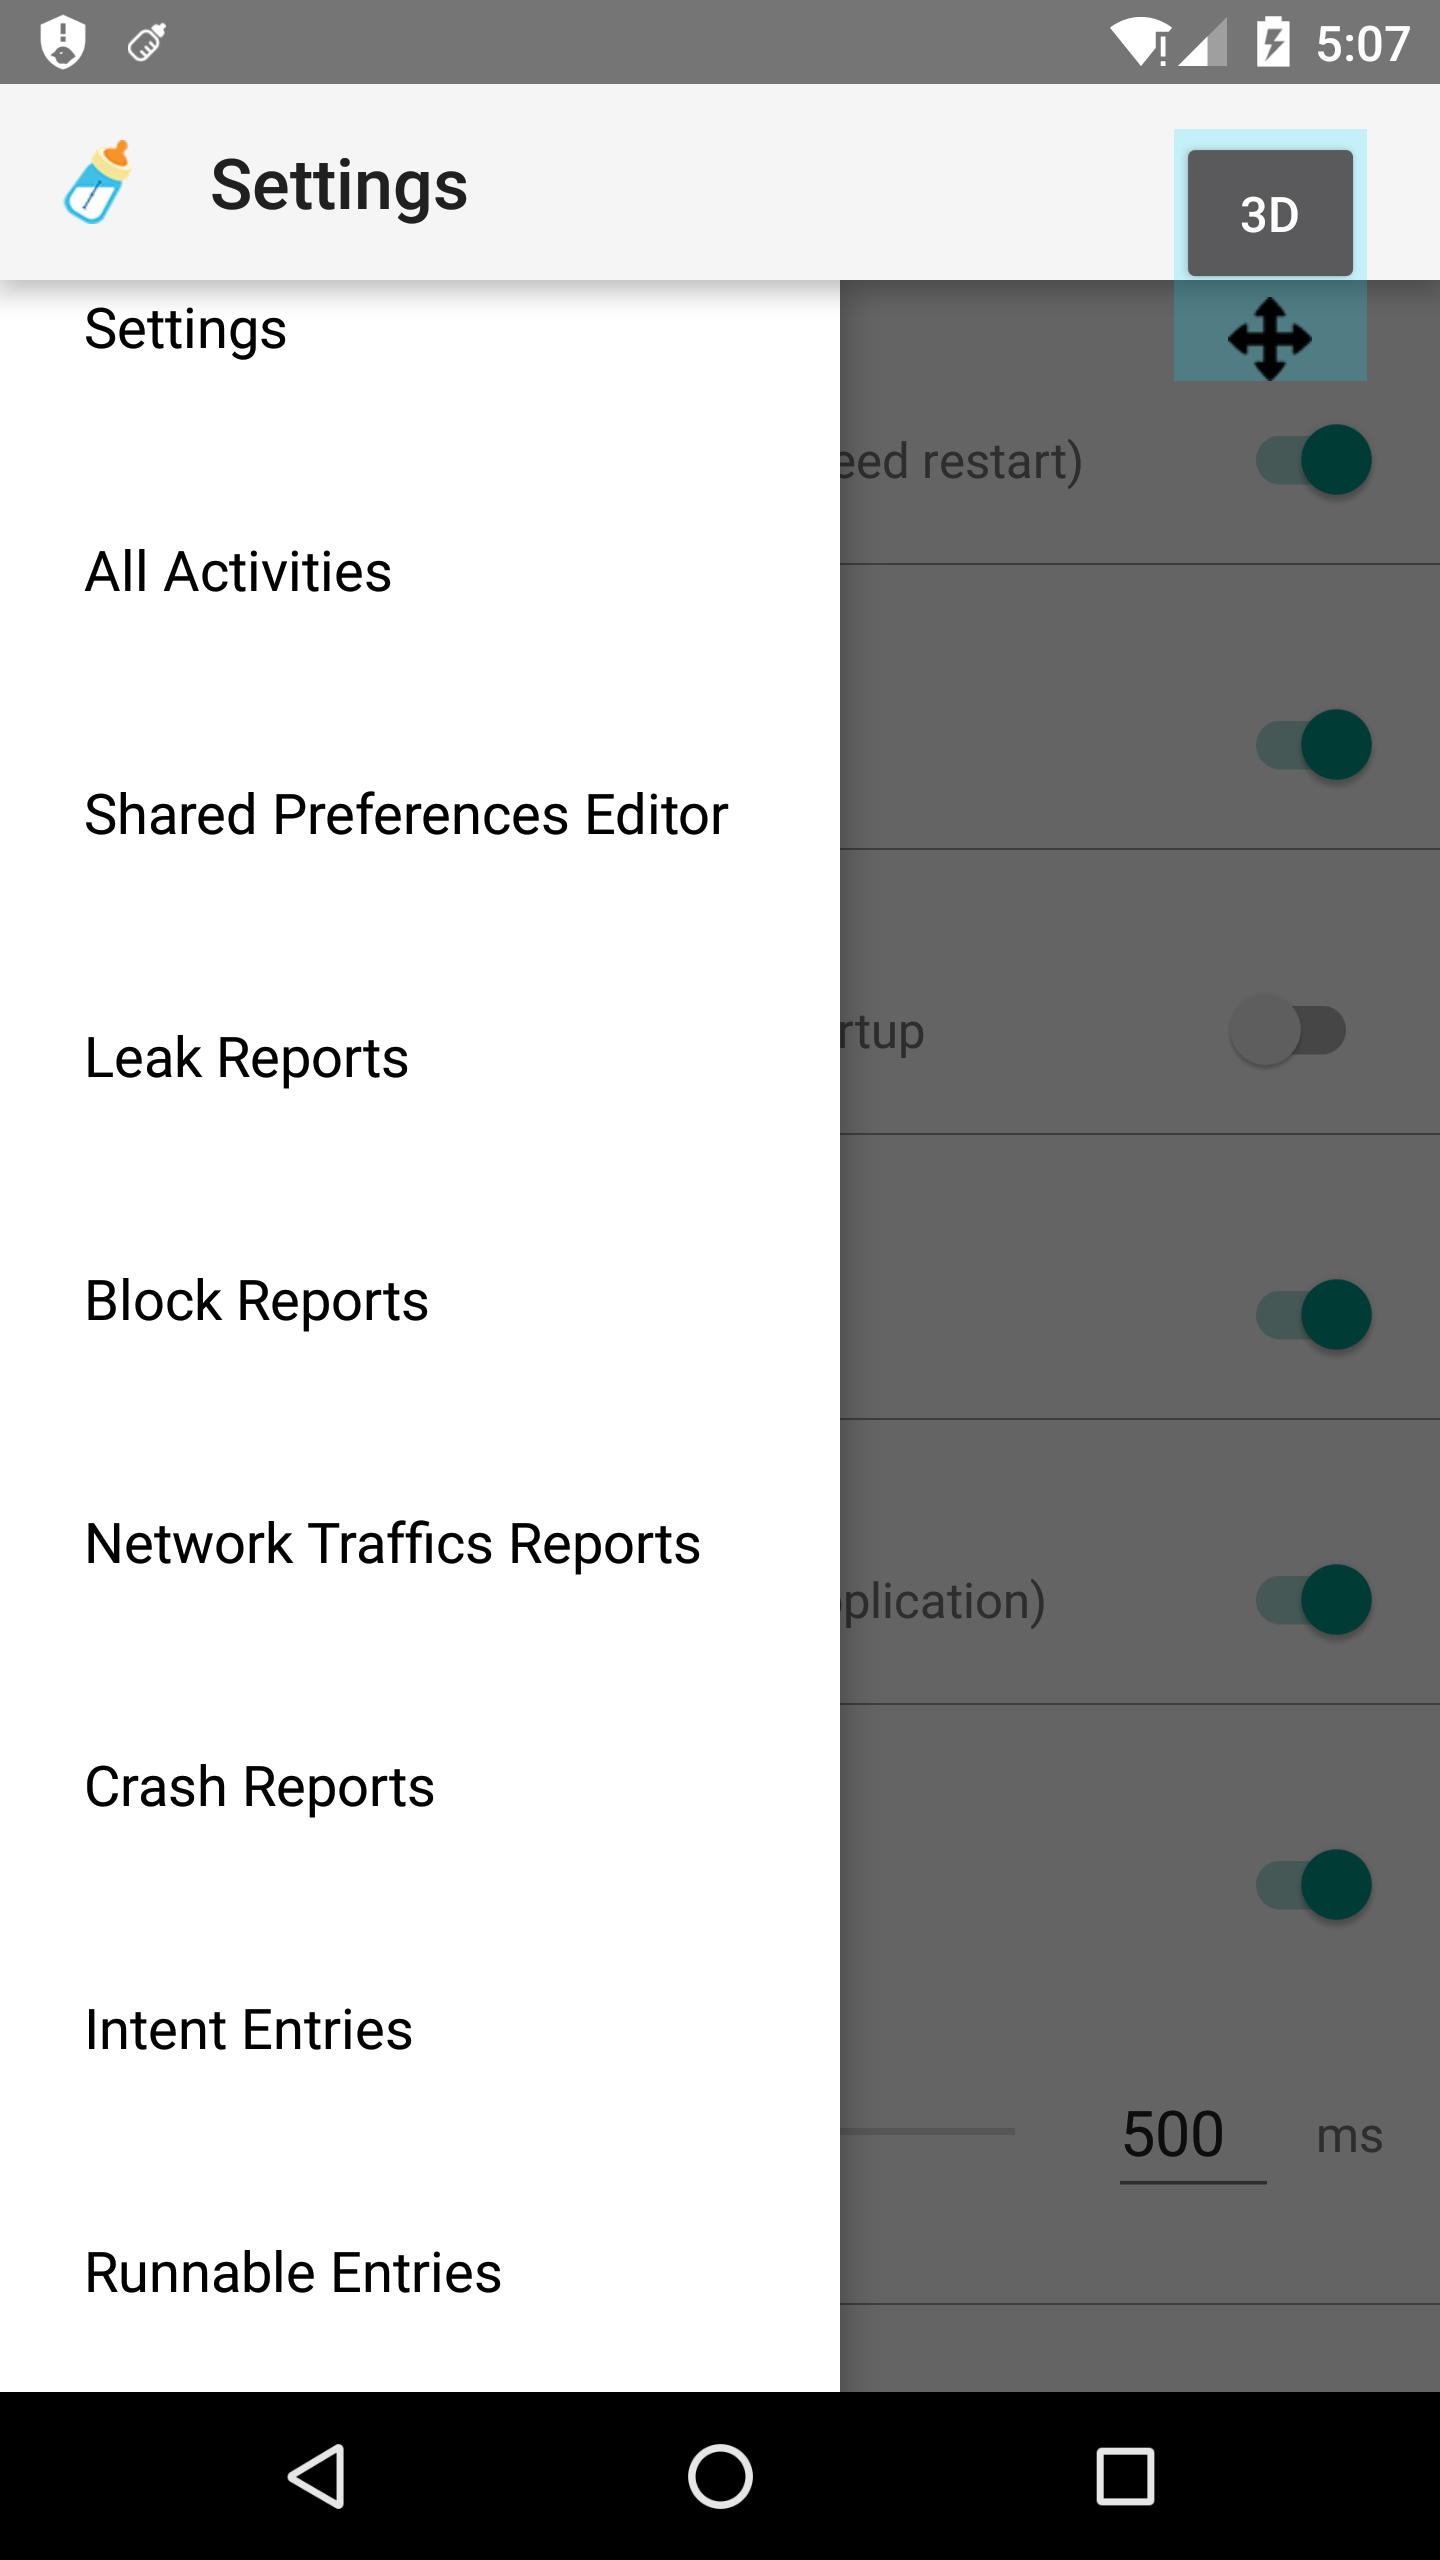 5:07
Settings
3D
Settings
eed restart)
All Activities
Shared Preferences Editor
rtup
Leak Reports
Block Reports
Network Traffics Reports
plication)
Crash Reports
Intent Entries
500 ms
Runnable Entries